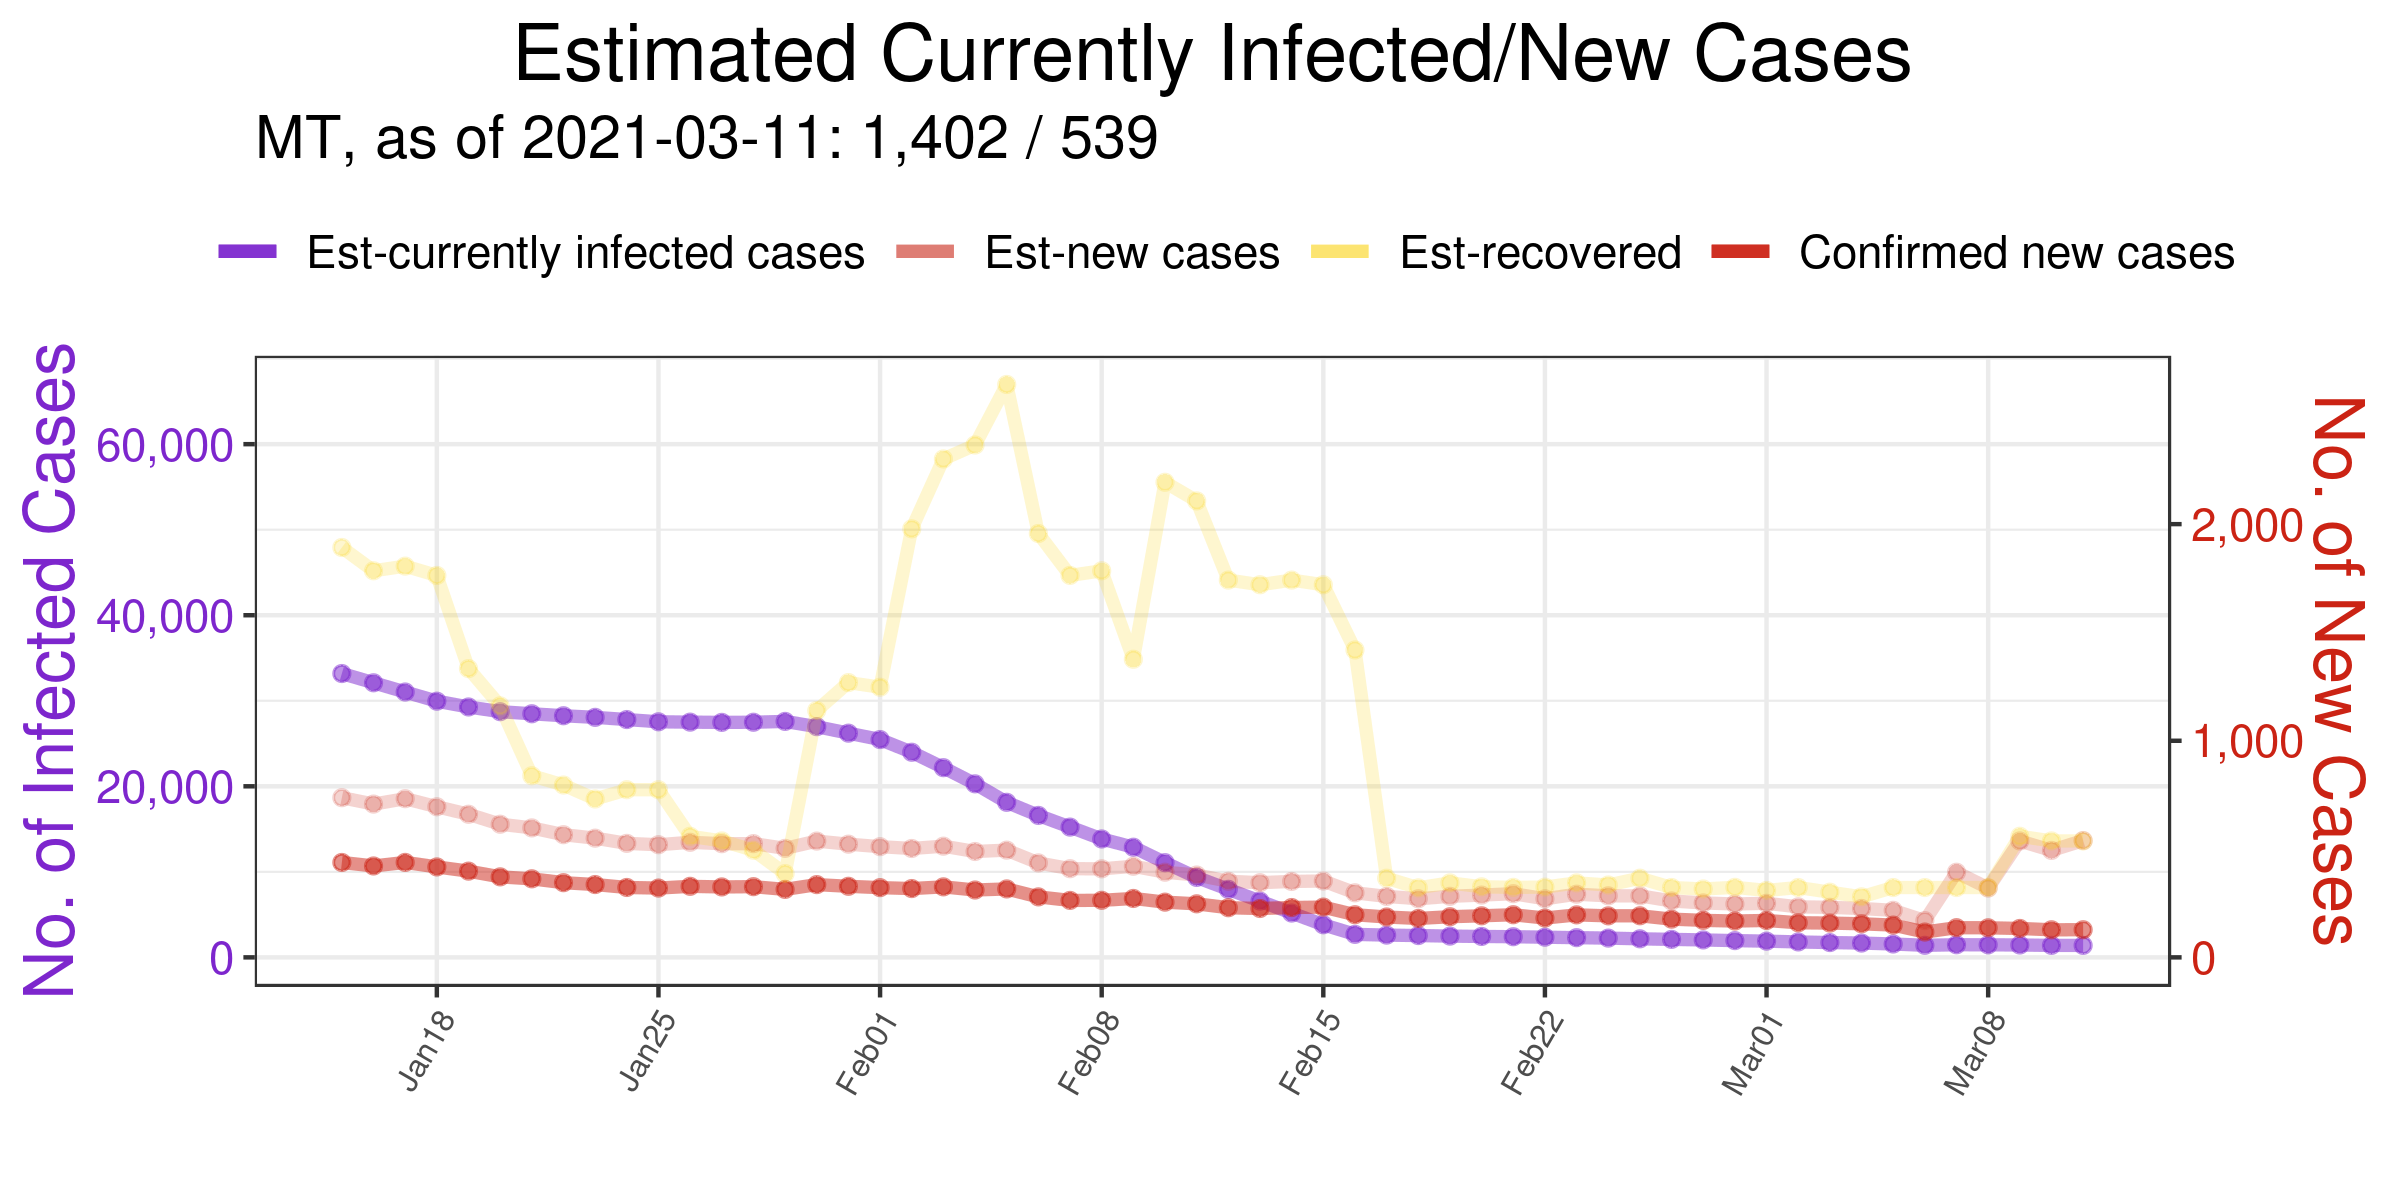 Estimated Currently Infected/New Cases
MT, as of 2021-03-11: 1,402 / 539
Est-currently infected cases Est-new cases Est-recovered Confirmed new cases
No. of Infected Cases
60,000
40,000
20,000
0
2,000
1,000
0
No. of New Cases
Jan18 Jan25 Feb01 Feb08 Feb15 Feb22 Mar01 Mar08